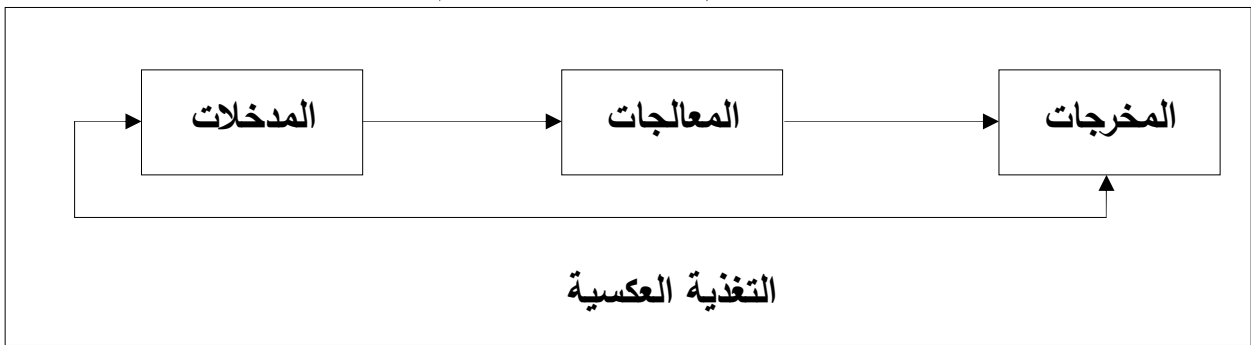 المدخلات
المعالجات
المخرجات
التغذية العكسية